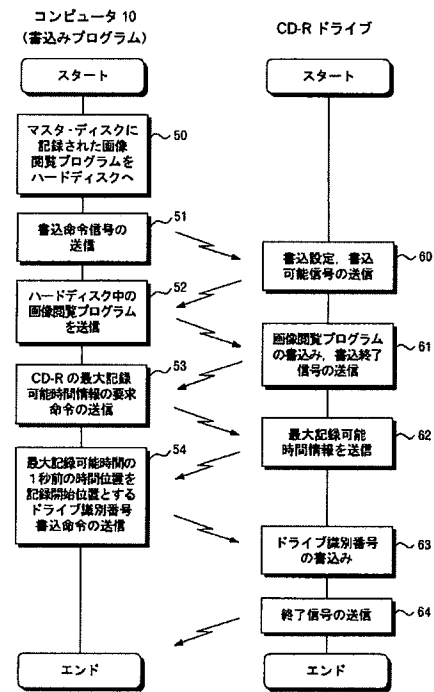 コンピュータ 10
(書込みプログラム)
スタート
マスタ・ディスクに
記録された画像
閲覧プログラムを
ハードディスクへ
50
書込命令信号の
送信
51
ハードディスク中の
画像閲覧プログラム
を送信
52
CD-R の最大記録
可能時間情報の要求
命令の送信
53
最大記録可能時間の
1秒前の時間位置を
記録開始位置とする
ドライブ識別番号
書込命令の送信
54
エンド
CD-R ドライブ
スタート
書込設定，書込
可能信号の送信
60
画像閲覧プログラム
の書込み，書込終了
信号の送信
61
最大記録可能
時間情報を送信
62
ドライブ識別番号
の書込み
63
終了信号の送信
64
エンド